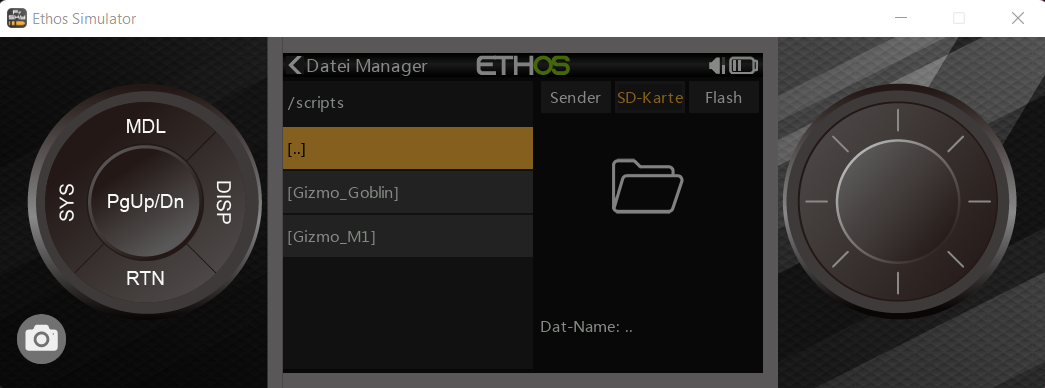 Ethos Simulator
Datei Manager
ETHOS
/scripts
Sender
SD-Karte
Flash
[..]
[Gizmo_Goblin]
[Gizmo_M1]
Dat-Name: ..
MDL
SYS
PgUp/Dn
DISP
RTN